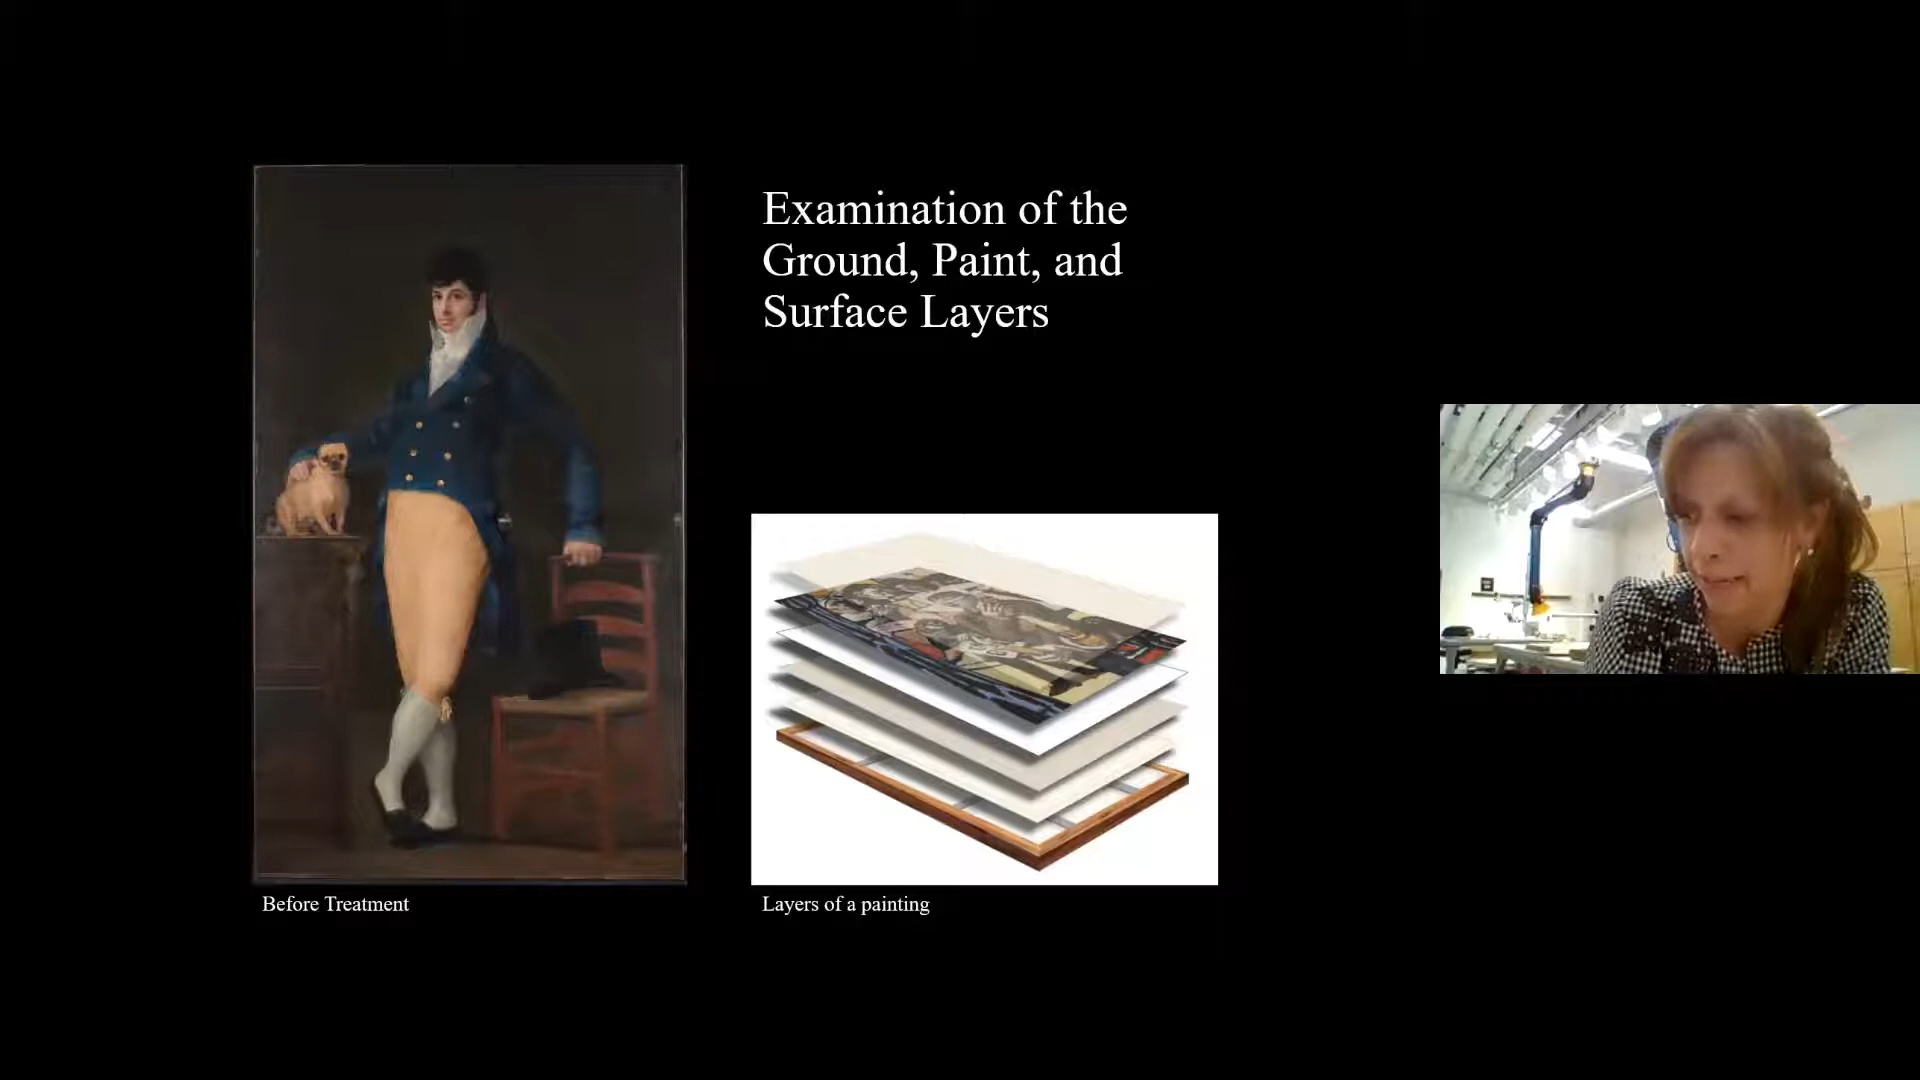 Examination of the
Ground, Paint, and
Surface Layers
Before Treatment
Layers of a painting